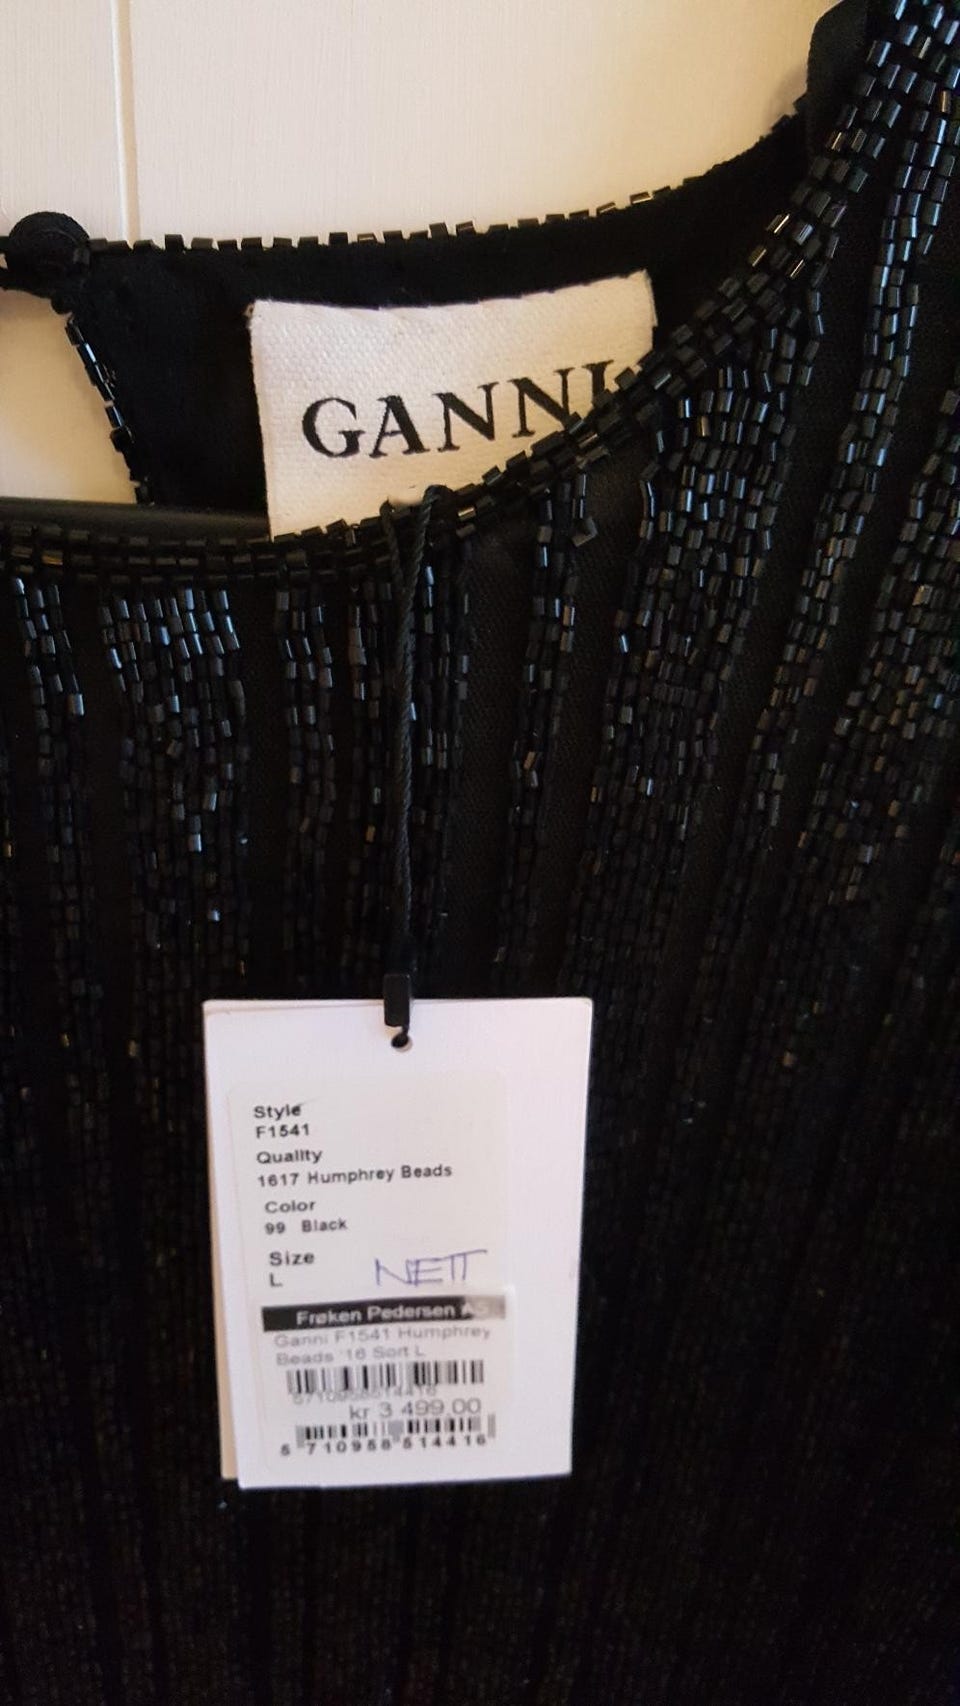 GANNI
Style
F1541
Quality
1617 Humphrey Beads
Color
99 Black
Size
L
NETT
Frøken Pedersen AS
Ganni F1541 Humphrey
Beads '16 Sort L
5710958514416
kr 3 499.00
5 710958 514416